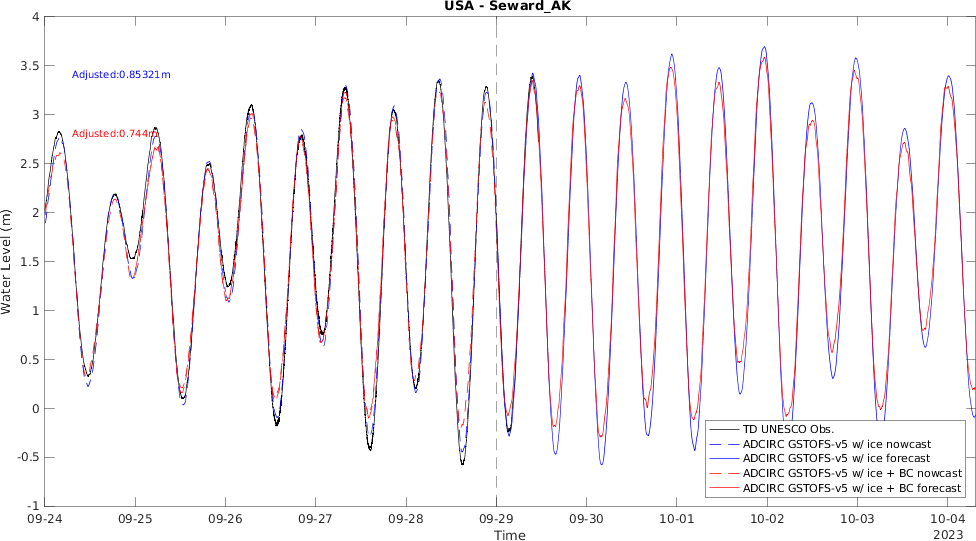 USA - Seward_AK
4
3.5
3
2.5
2
1.5
1
0.5
0
-0.5
-1
Water Level (m)
Adjusted:0.85321m
Adjusted:0.744m
TD UNESCO Obs.
ADCIRC GSTOFS-v5 w/ ice nowcast
ADCIRC GSTOFS-v5 w/ ice forecast
ADCIRC GSTOFS-v5 w/ ice + BC nowcast
ADCIRC GSTOFS-v5 w/ ice + BC forecast
09-24 09-25 09-26 09-27 09-28 09-29 09-30 10-01 10-02 10-03 10-04
Time
2023